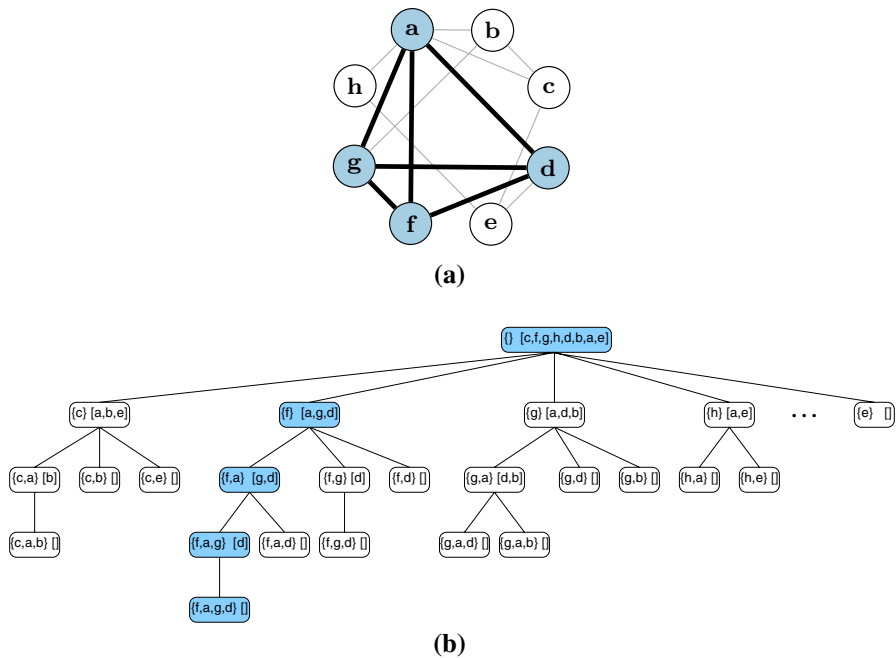 a
b
h
c
g
d
f
e
(a)
{} [c,f,g,h,d,b,a,e]
{c} [a,b,e]
{f} [a,g,d]
{g} [a,d,b]
{h} [a,e]
...
{e} []
{c,a} [b]
{c,b} []
{c,e} []
{f,a} [g,d]
{f,g} [d]
{f,d} []
{g,a} [d,b]
{g,d} []
{g,b} []
{h,a} []
{h,e} []
{c,a,b} []
{f,a,g} [d]
{f,a,d} []
{f,g,d} []
{g,a,d} []
{g,a,b} []
{f,a,g,d} []
(b)